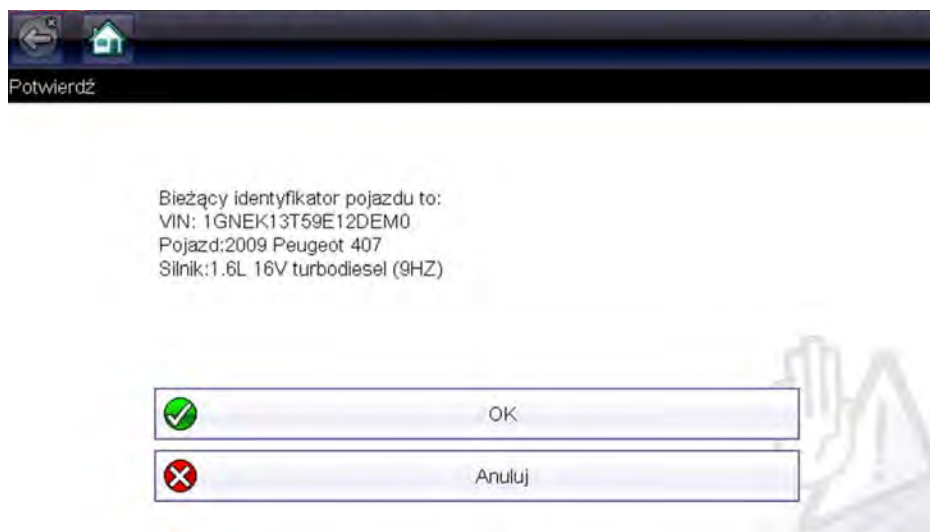 Potwierdź
Bieżący identyfikator pojazdu to:
VIN: 1GNEK13T59E12DEM0
Pojazd:2009 Peugeot 407
Silnik:1.6L 16V turbodiesel (9HZ)
OK
Anuluj